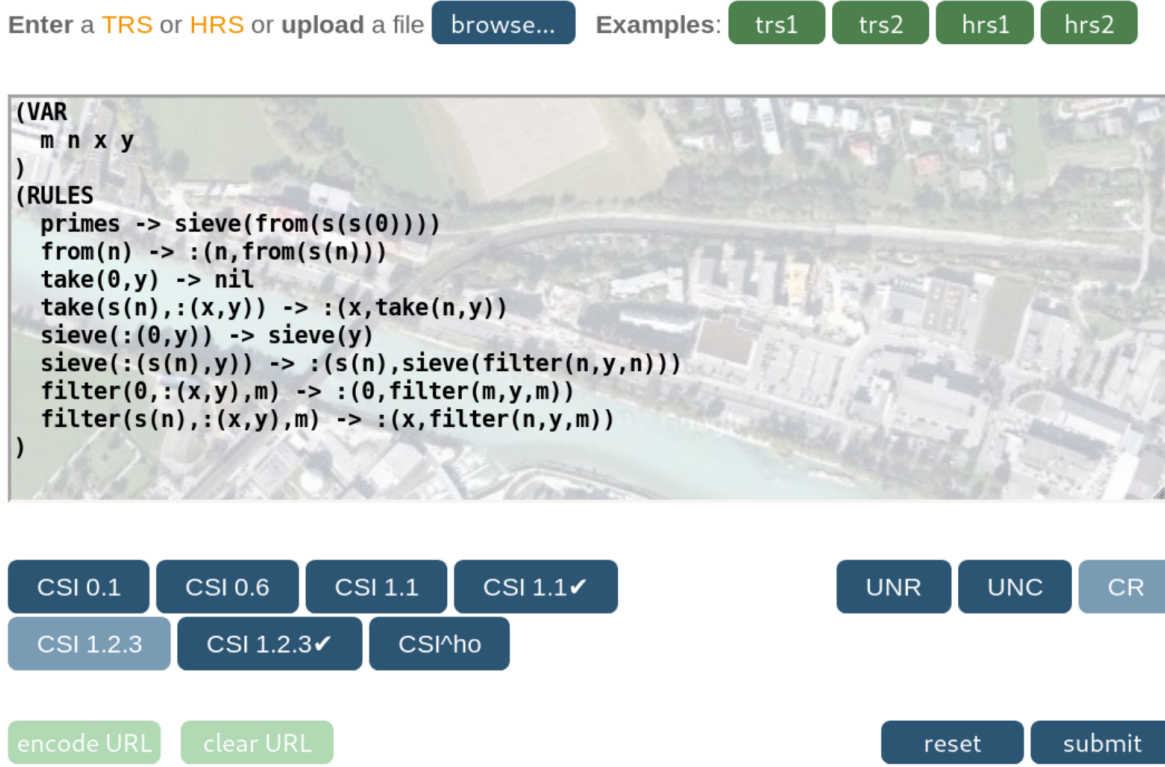 Enter a TRS or HRS or upload a file browse... Examples: trs1 trs2 hrs1 hrs2
(VAR
  m n x y
)
(RULES
  primes -> sieve(from(s(s(0))))
  from(n) -> :(n,from(s(n)))
  take(0,y) -> nil
  take(s(n),:(x,y)) -> :(x,take(n,y))
  sieve(:(0,y)) -> sieve(y)
  sieve(:(s(n),y)) -> :(s(n),sieve(filter(n,y,n)))
  filter(0,:(x,y),m) -> :(0,filter(m,y,m))
  filter(s(n),:(x,y),m) -> :(x,filter(n,y,m))
)
CSI 0.1 CSI 0.6 CSI 1.1 CSI 1.1✔ UNR UNC CR
CSI 1.2.3 CSI 1.2.3✔ CSI^ho
encode URL clear URL reset submit